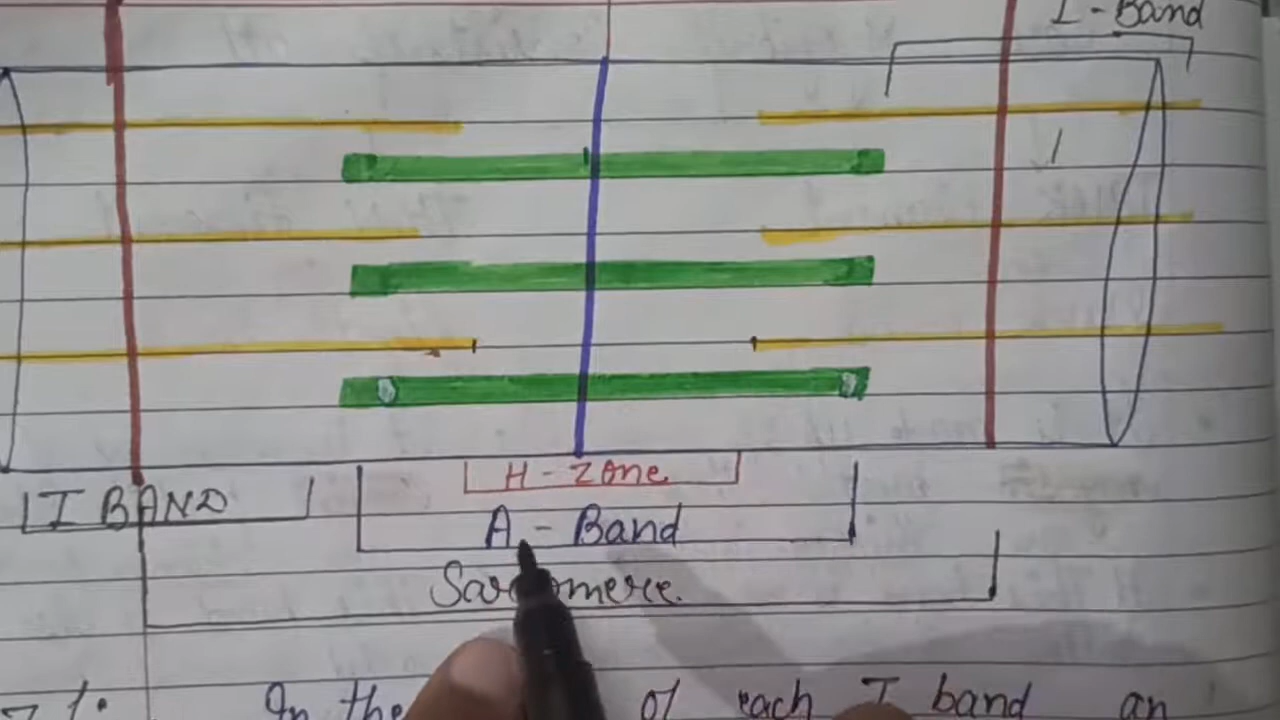 I - Band
H - Zone
I BAND
A - Band
Sarcomere.
In the of each I band an